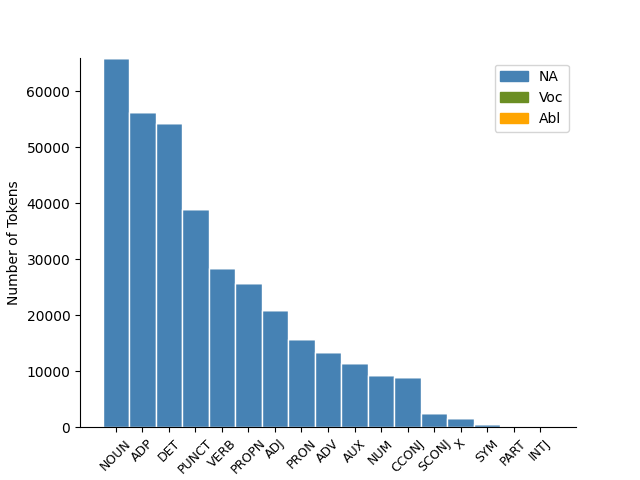 NA
Voc
Abl
Number of Tokens
60000
50000
40000
30000
20000
10000
0
NOUN
ADP
DET
PUNCT
VERB
PROPN
ADJ
PRON
ADV
AUX
NUM
CCONJ
SCONJ
X
SYM
PART
INTJ